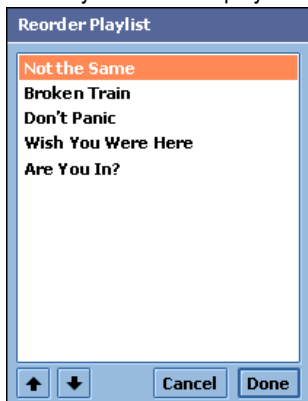 Reorder Playlist
Not the Same
Broken Train
Don't Panic
Wish You Were Here
Are You In?
Cancel Done